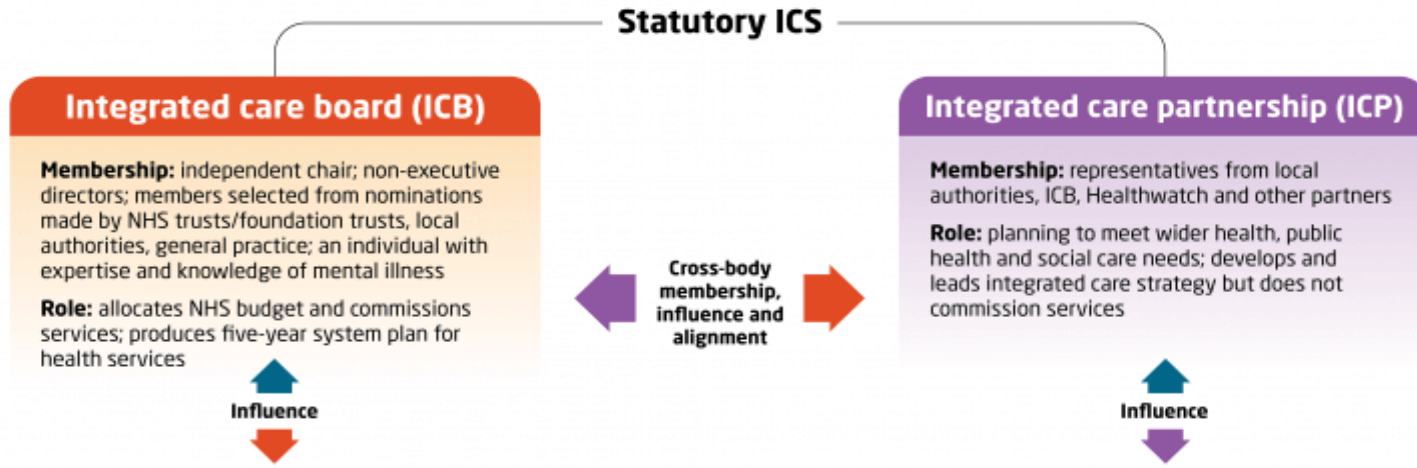 Statutory ICS
Integrated care board (ICB)
Membership: independent chair; non-executive
directors; members selected from nominations
made by NHS trusts/foundation trusts, local
authorities, general practice; an individual with
expertise and knowledge of mental illness
Role: allocates NHS budget and commissions
services; produces five-year system plan for
health services
Influence
Cross-body
membership,
influence and
alignment
Integrated care partnership (ICP)
Membership: representatives from local
authorities, ICB, Healthwatch and other partners
Role: planning to meet wider health, public
health and social care needs; develops and
leads integrated care strategy but does not
commission services
Influence